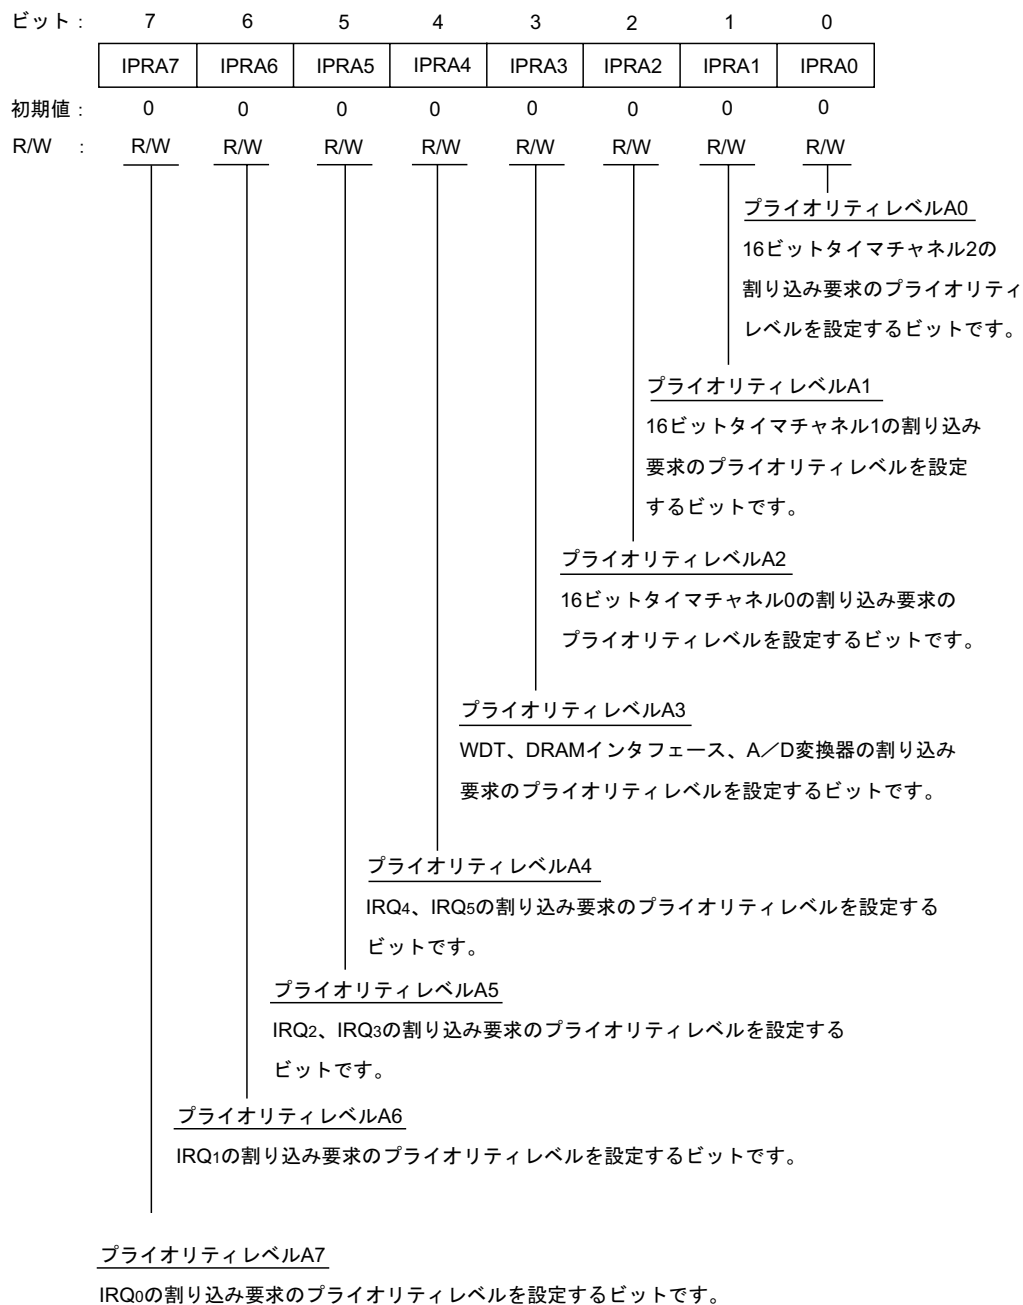 ビット： 7 6 5 4 3 2 1 0
IPRA7 IPRA6 IPRA5 IPRA4 IPRA3 IPRA2 IPRA1 IPRA0
初期値： 0 0 0 0 0 0 0 0
R/W ： R/W R/W R/W R/W R/W R/W R/W R/W
プライオリティレベルA0
16ビットタイマチャネル2の
割り込み要求のプライオリティ
レベルを設定するビットです。
プライオリティレベルA1
16ビットタイマチャネル1の割り込み
要求のプライオリティレベルを設定
するビットです。
プライオリティレベルA2
16ビットタイマチャネル0の割り込み要求の
プライオリティレベルを設定するビットです。
プライオリティレベルA3
WDT、DRAMインタフェース、A／D変換器の割り込み
要求のプライオリティレベルを設定するビットです。
プライオリティレベルA4
IRQ4、IRQ5の割り込み要求のプライオリティレベルを設定する
ビットです。
プライオリティレベルA5
IRQ2、IRQ3の割り込み要求のプライオリティレベルを設定する
ビットです。
プライオリティレベルA6
IRQ1の割り込み要求のプライオリティレベルを設定するビットです。
プライオリティレベルA7
IRQ0の割り込み要求のプライオリティレベルを設定するビットです。